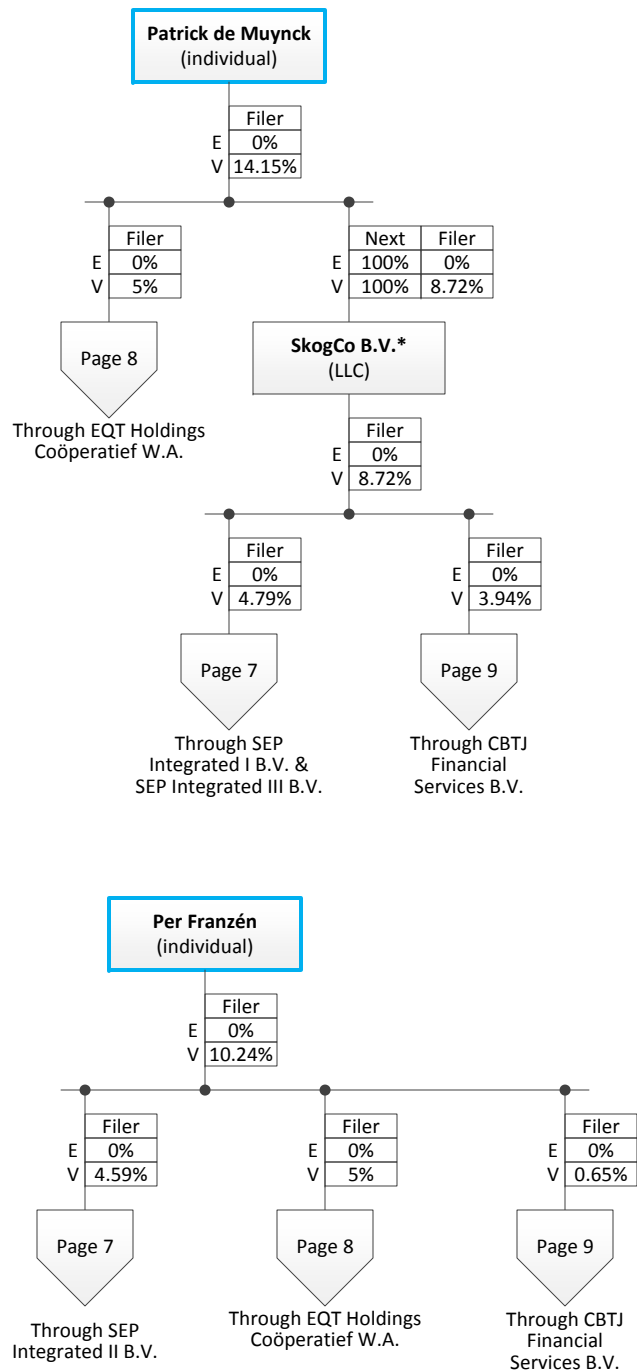 Patrick de Muynck
(individual)
Filer
E 0%
V 14.15%
Filer
E 0%
V 5%
Next Filer
E 100% 0%
V 100% 8.72%
Page 8
Through EQT Holdings
Coöperatief W.A.
SkogCo B.V.*
(LLC)
Filer
E 0%
V 8.72%
Filer
E 0%
V 4.79%
Filer
E 0%
V 3.94%
Page 7
Through SEP
Integrated I B.V. &
SEP Integrated III B.V.
Page 9
Through CBTJ
Financial
Services B.V.
Per Franzén
(individual)
Filer
E 0%
V 10.24%
Filer
E 0%
V 4.59%
Filer
E 0%
V 5%
Filer
E 0%
V 0.65%
Page 7
Through SEP
Integrated II B.V.
Page 8
Through EQT Holdings
Coöperatief W.A.
Page 9
Through CBTJ
Financial
Services B.V.